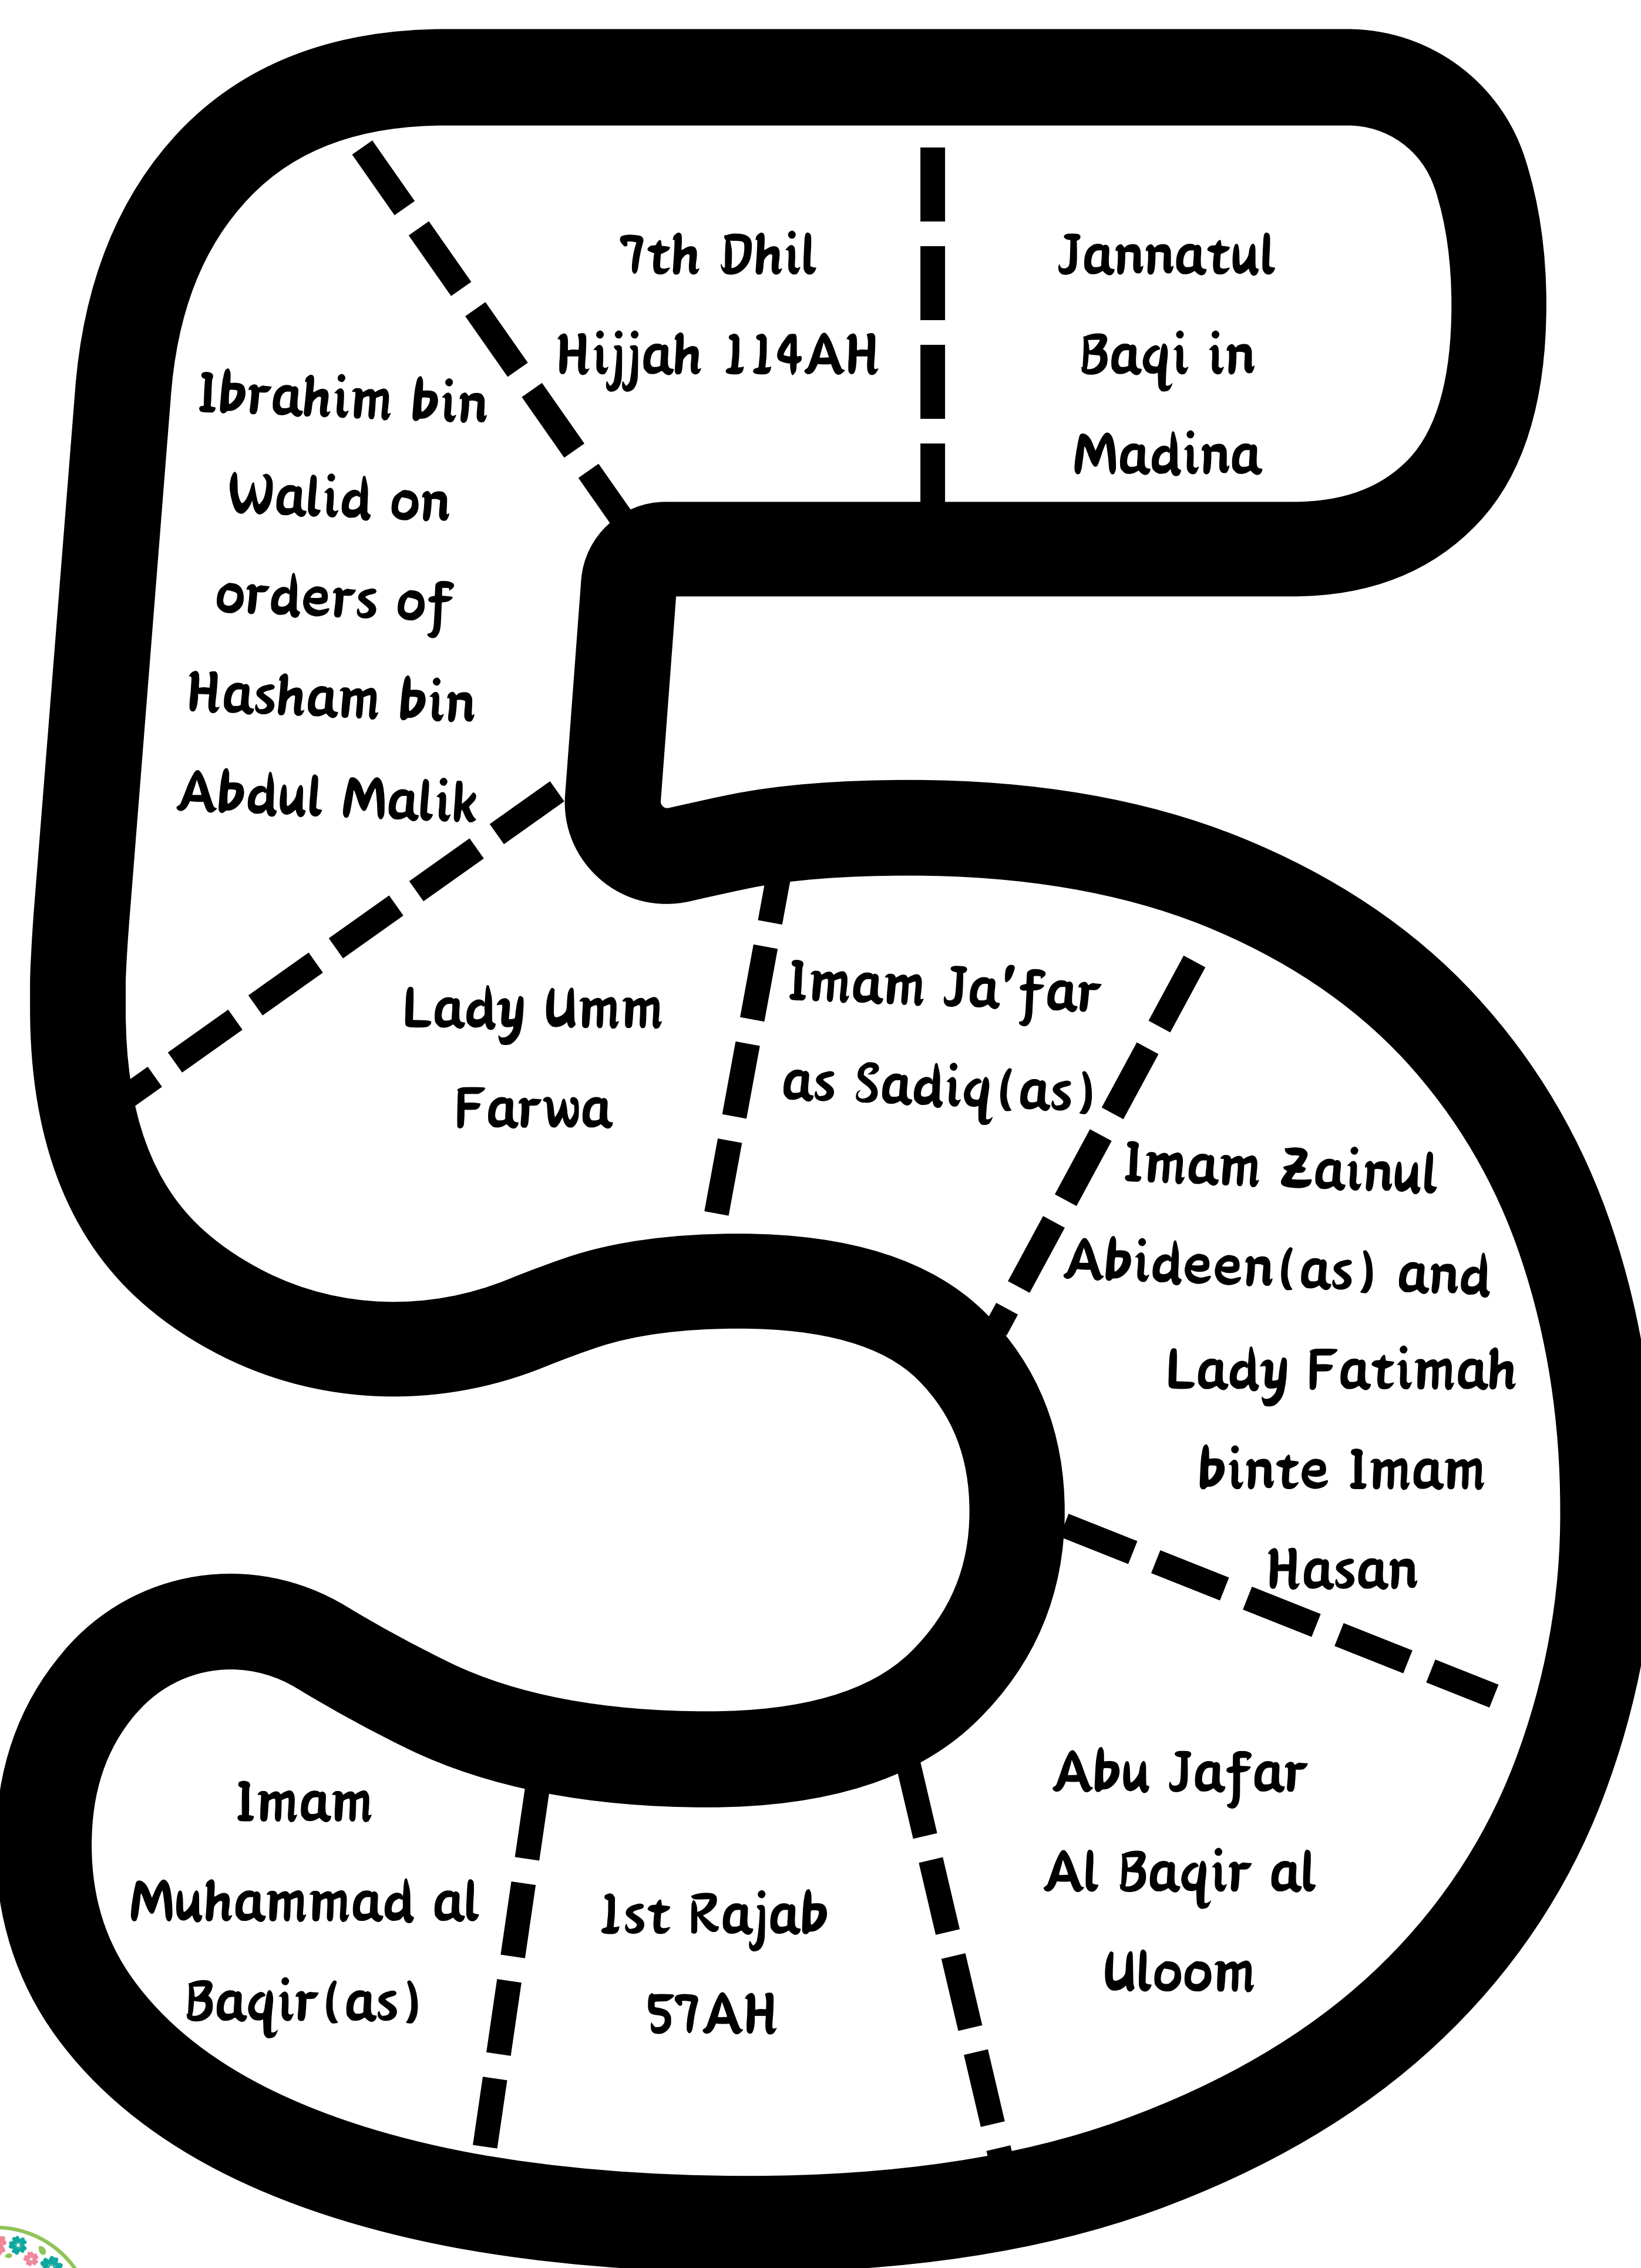 7th Dhil
Hijjah 114AH
Jannatul
Baqi in
Madina
Ibrahim bin
Walid on
orders of
Hasham bin
Abdul Malik
Lady Umm
Farwa
Imam Ja'far
as Sadiq(as)
Imam Zainul
Abideen(as) and
Lady Fatimah
binte Imam
Hasan
Abu Jafar
Al Baqir al
Uloom
1st Rajab
57AH
Imam
Muhammad al
Baqir(as)